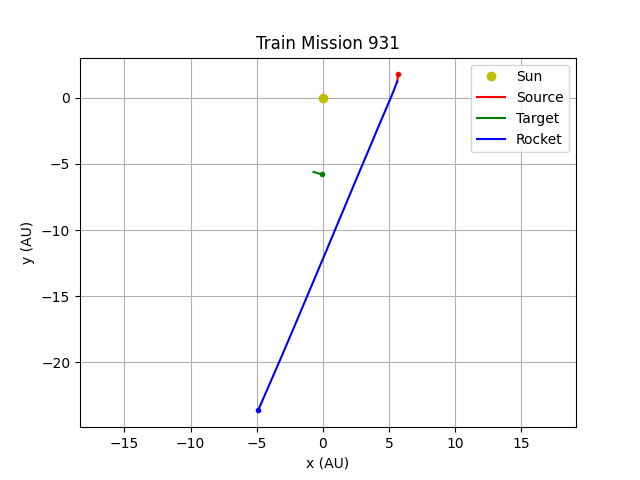 Train Mission 931
Sun
Source
Target
Rocket
0
−5
−10
−15
−20
y (AU)
−15
−10
−5
0
5
10
15
x (AU)